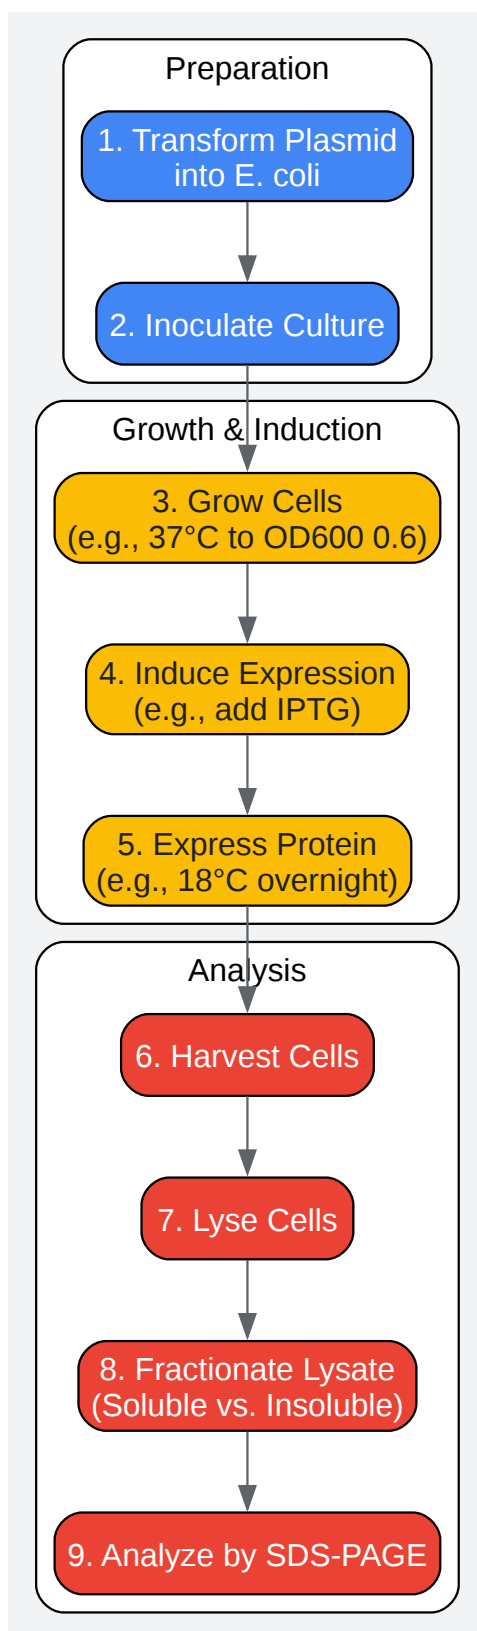 Preparation
1. Transform Plasmid
into E. coli
2. Inoculate Culture
Growth & Induction
3. Grow Cells
(e.g., 37°C to OD600 0.6)
4. Induce Expression
(e.g., add IPTG)
5. Express Protein
(e.g., 18°C overnight)
Analysis
6. Harvest Cells
7. Lyse Cells
8. Fractionate Lysate
(Soluble vs. Insoluble)
9. Analyze by SDS-PAGE